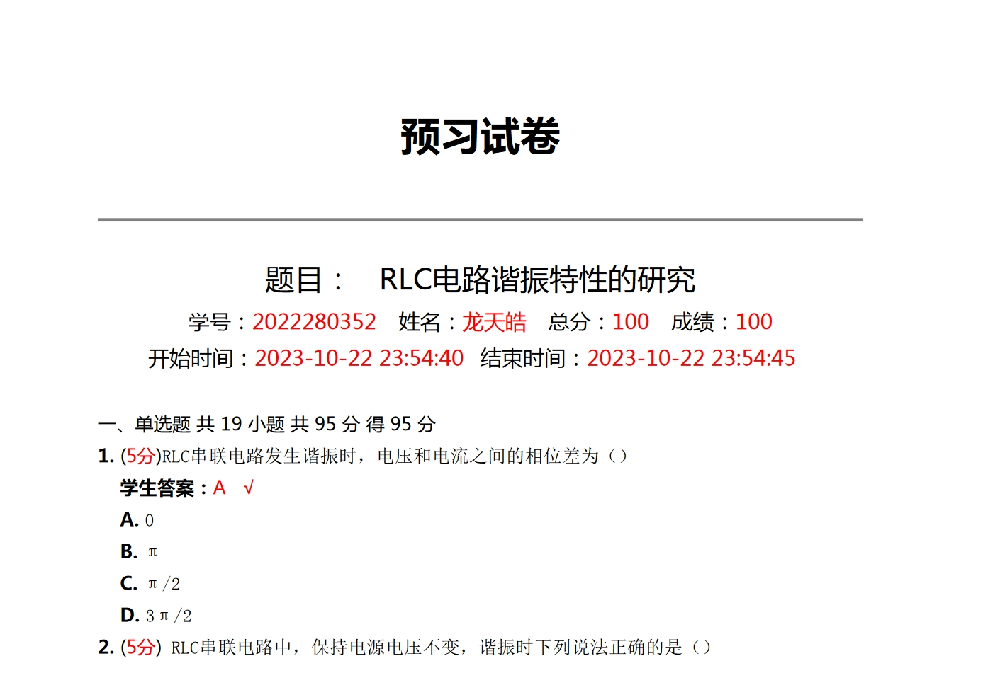 预习试卷
题目： RLC电路谐振特性的研究
学号：2022280352 姓名：龙天皓 总分：100 成绩：100
开始时间：2023-10-22 23:54:40 结束时间：2023-10-22 23:54:45
一、单选题 共 19 小题 共 95 分 得 95 分
1. (5分)RLC串联电路发生谐振时，电压和电流之间的相位差为（）
学生答案：A √
A. 0
B. π
C. π/2
D. 3π/2
2. (5分) RLC串联电路中，保持电源电压不变，谐振时下列说法正确的是（）